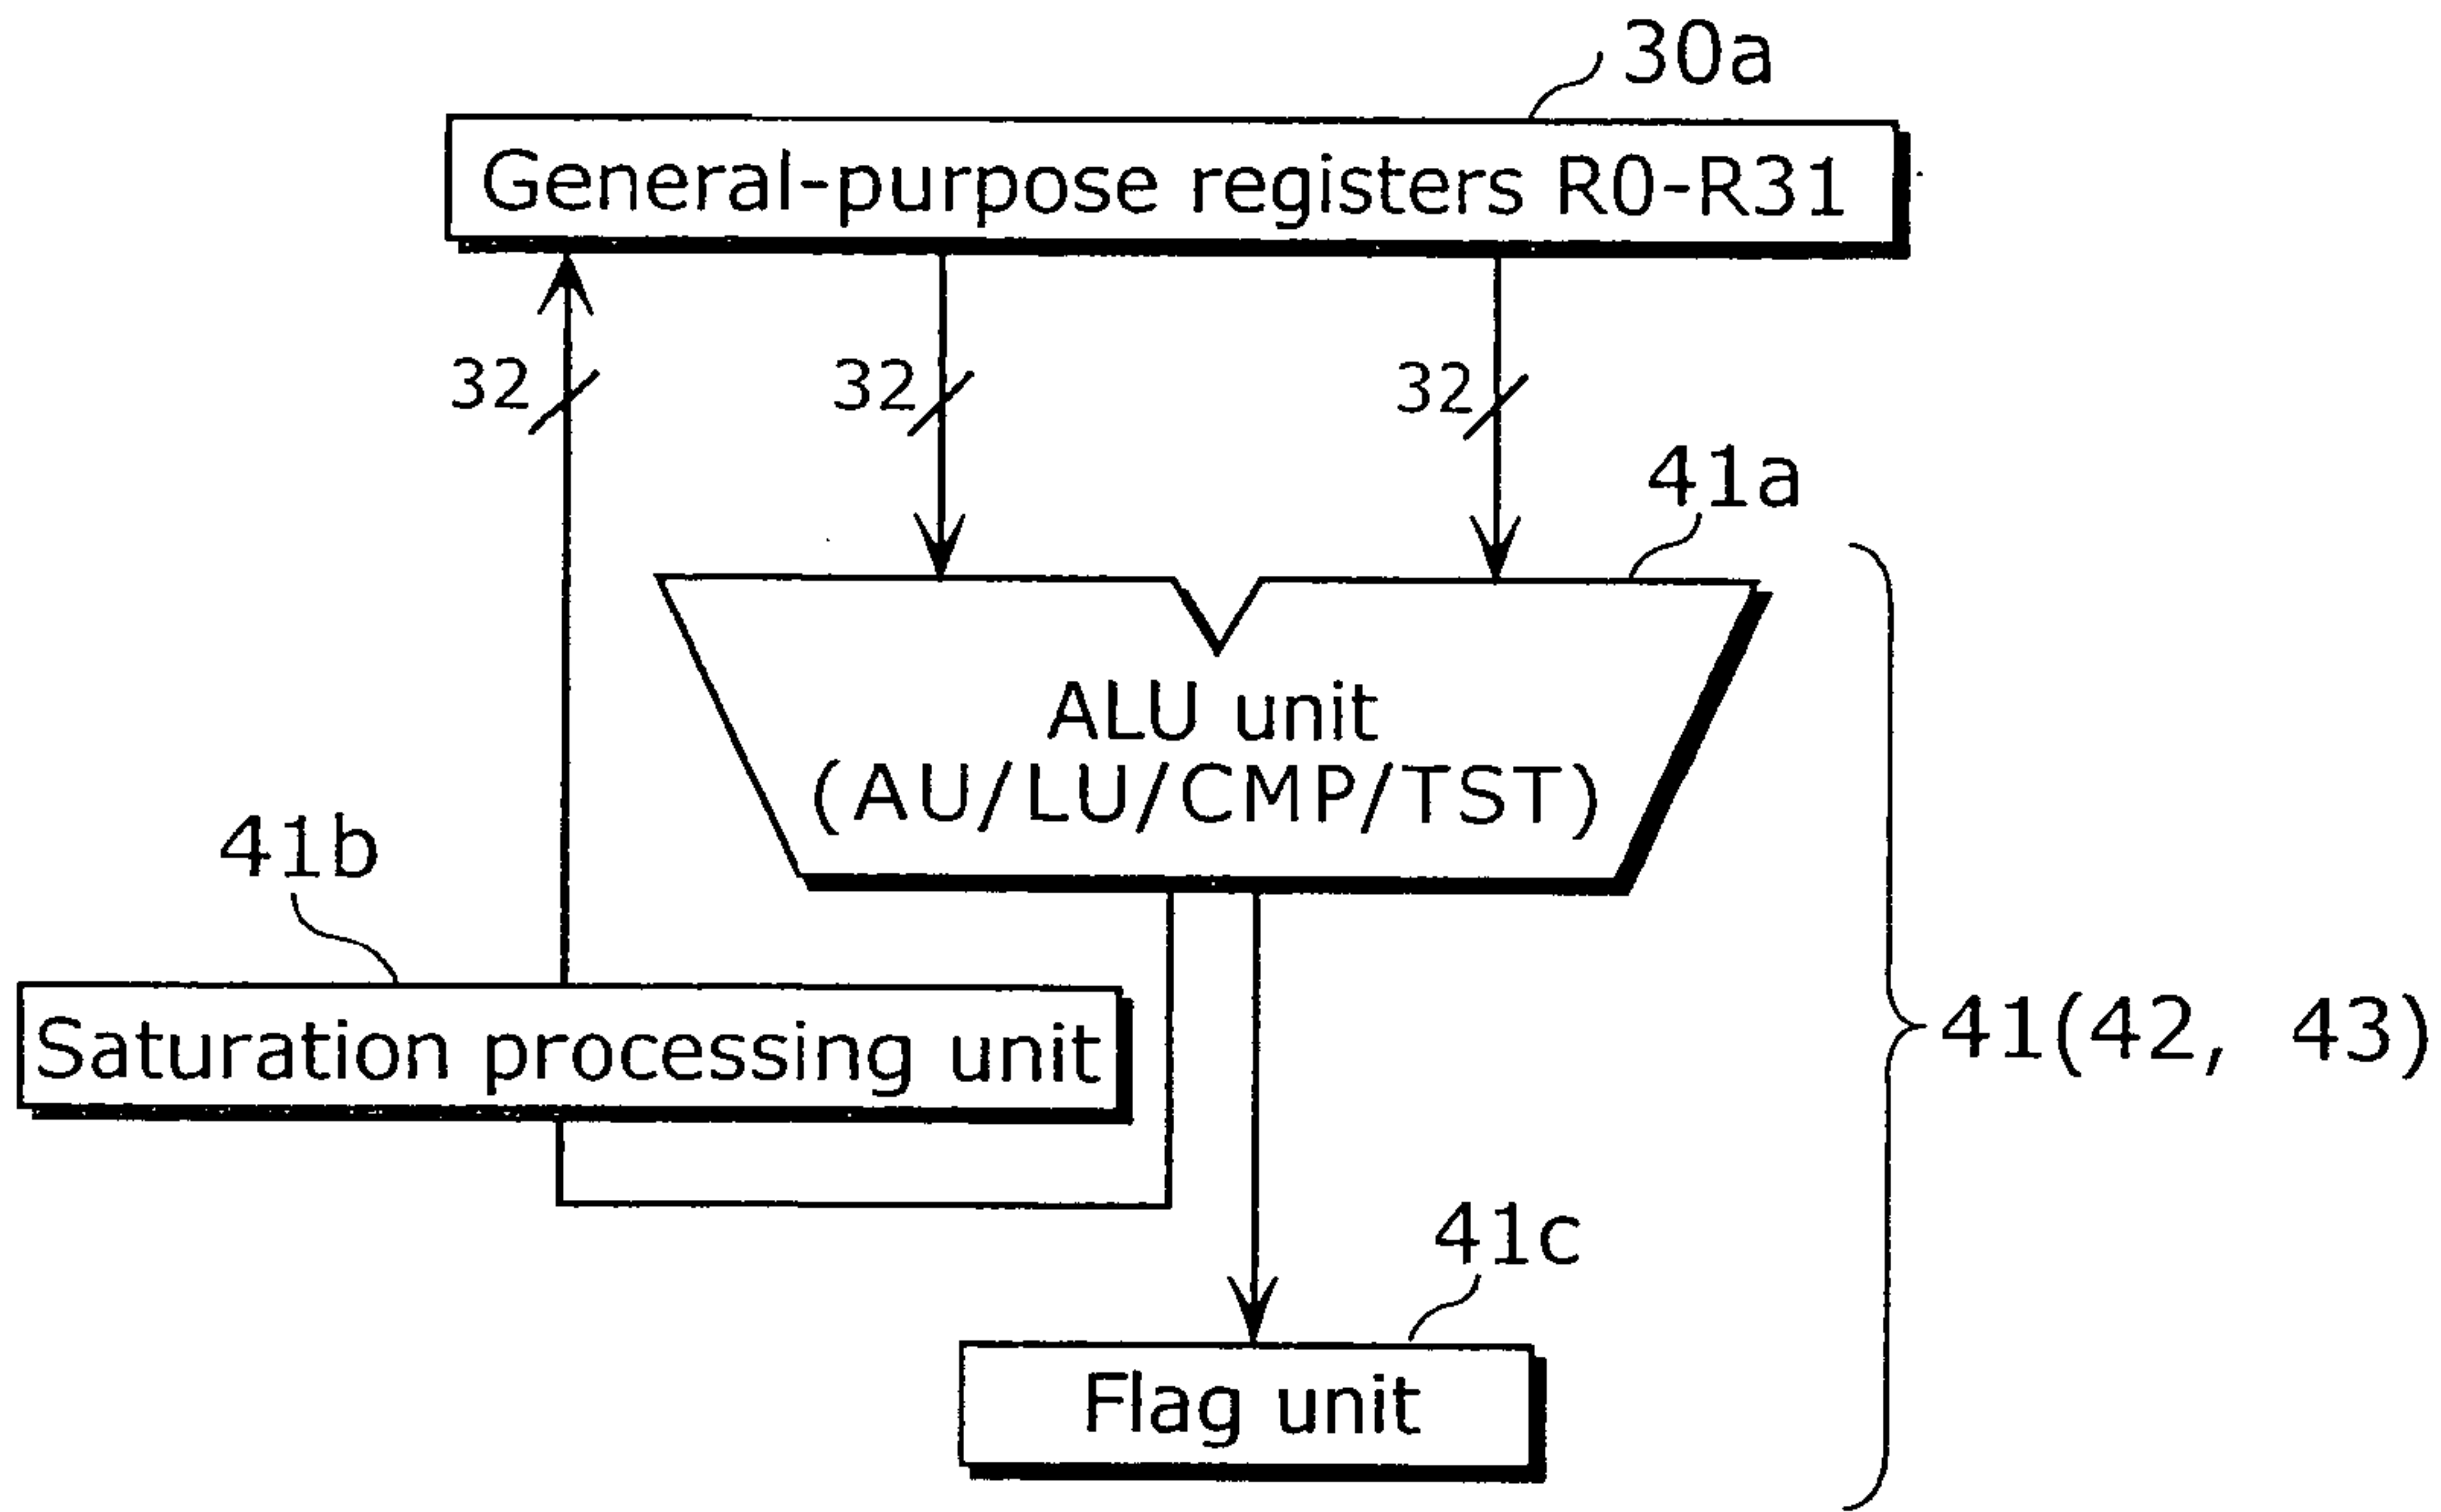 30a
General-purpose registers R0-R31
32
32
32
41a
ALU unit
(AU/LU/CMP/TST)
41b
Saturation processing unit
41(42, 43)
41c
Flag unit